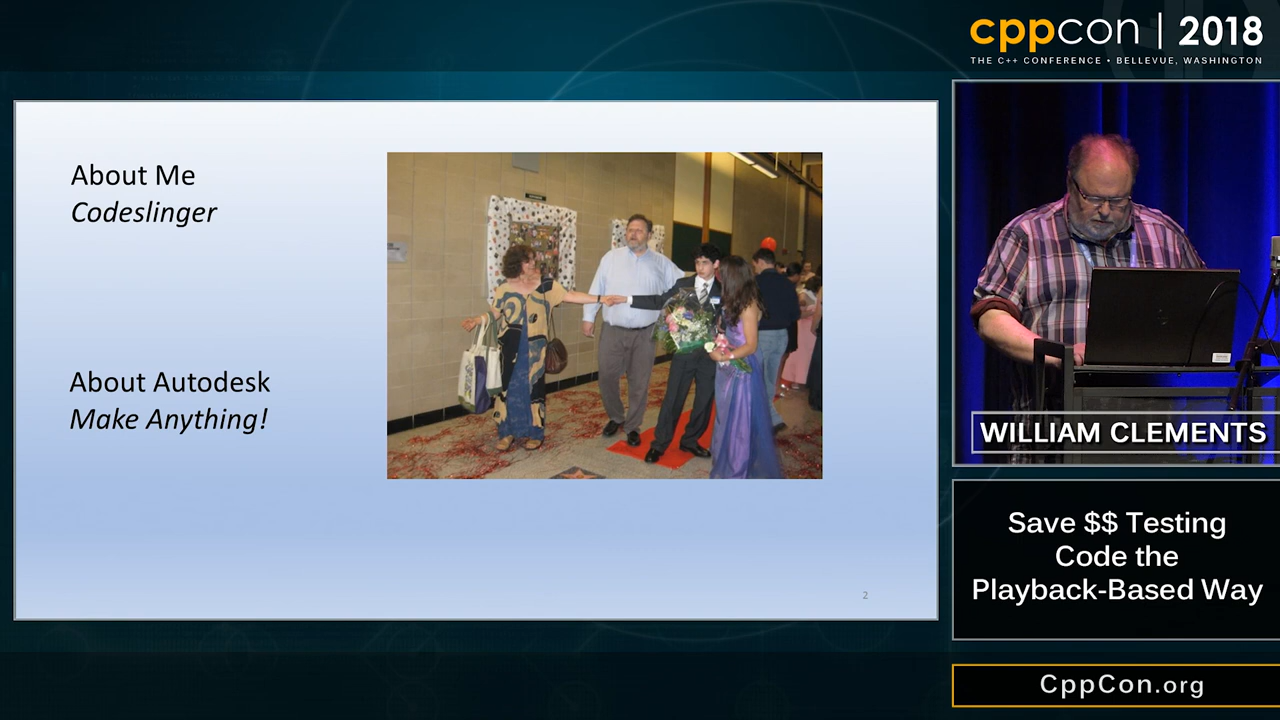 cppcon | 2018
THE C++ CONFERENCE • BELLEVUE, WASHINGTON
About Me
Codeslinger
About Autodesk
Make Anything!
2
WILLIAM CLEMENTS
Save $$ Testing
Code the
Playback-Based Way
CppCon.org